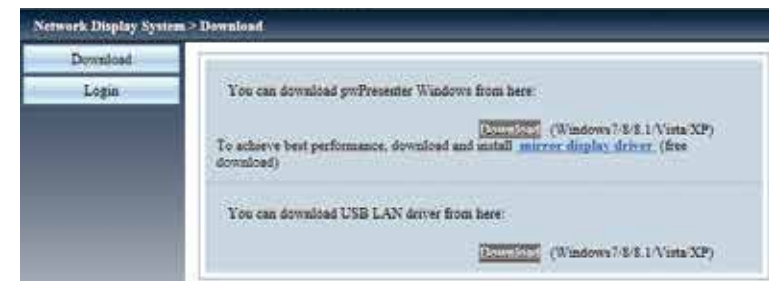 Network Display System > Download
Download
Login
You can download pwPresenter Windows from here:
Download (Windows7/8/8.1/Vista/XP)
To achieve best performance, download and install mirror display driver (free
download)
You can download USB LAN driver from here:
Download (Windows7/8/8.1/Vista/XP)